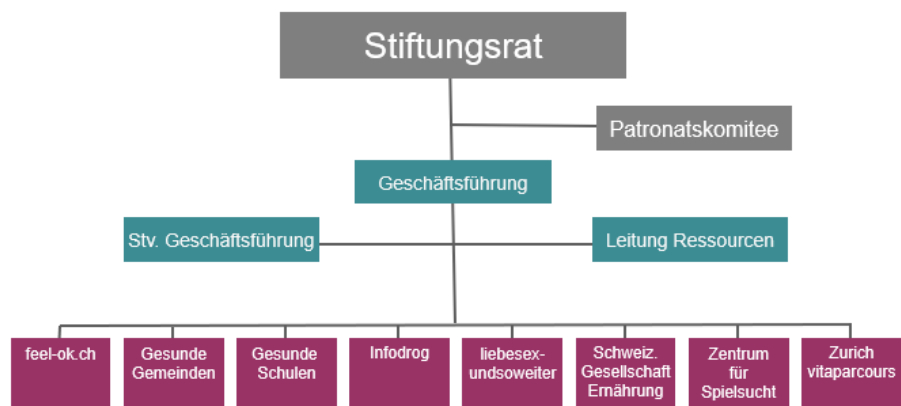 Stiftungsrat
Patronatskomitee
Geschäftsführung
Stv. Geschäftsführung
Leitung Ressourcen
feel-ok.ch
Gesunde
Gemeinden
Gesunde
Schulen
Infodrog
liebesex-
undsoweiter
Schweiz.
Gesellschaft
Ernährung
Zentrum
für
Spielsucht
Zurich
vitaparcours